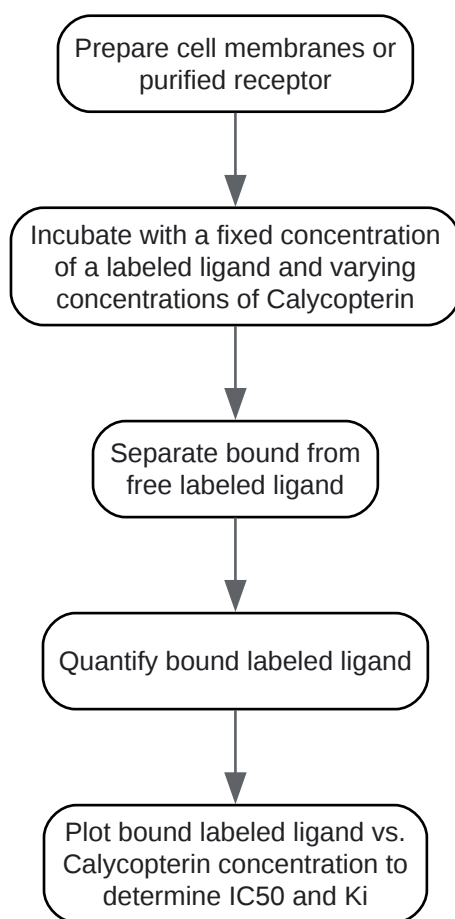 Prepare cell membranes or
purified receptor
Incubate with a fixed concentration
of a labeled ligand and varying
concentrations of Calycopterin
Separate bound from
free labeled ligand
Quantify bound labeled ligand
Plot bound labeled ligand vs.
Calycopterin concentration to
determine IC50 and Ki